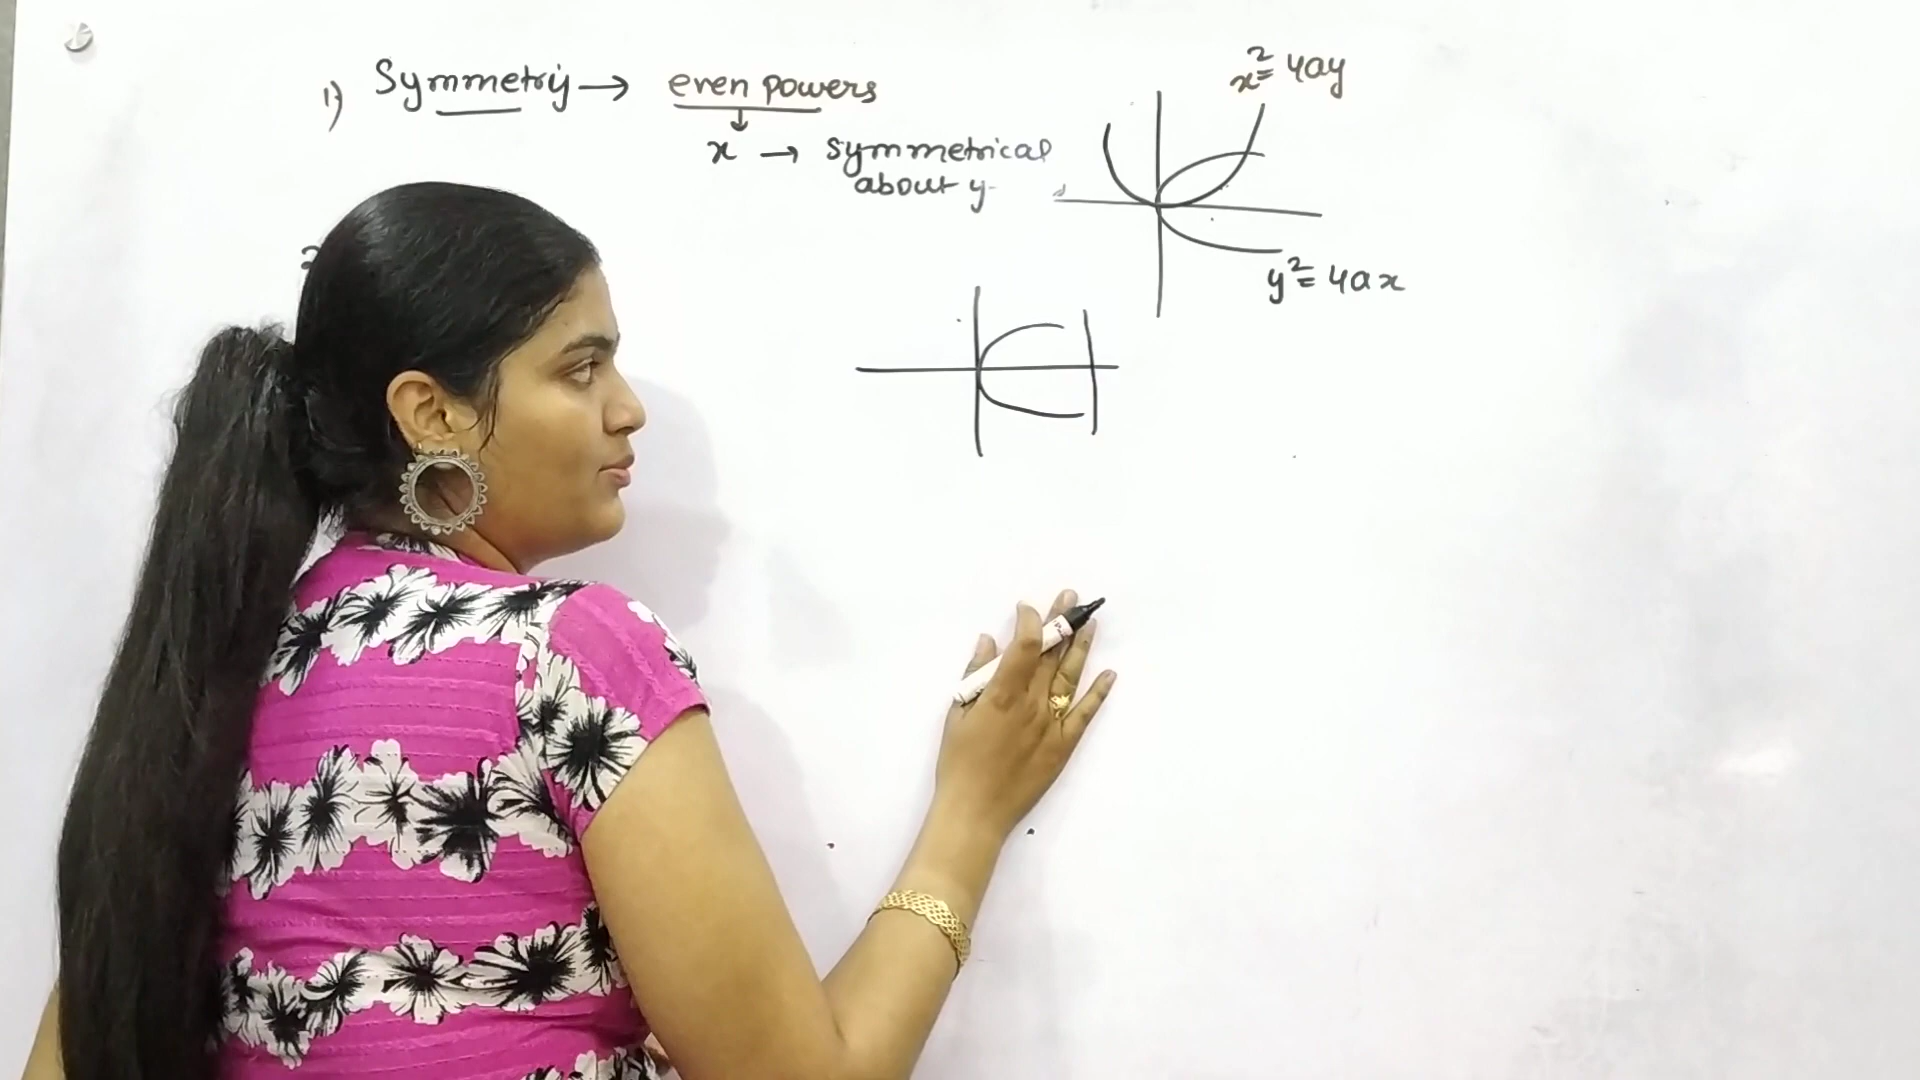 1) Symmetry → even powers
x → symmetrical
about y-
x² = 4ay
y² = 4ax